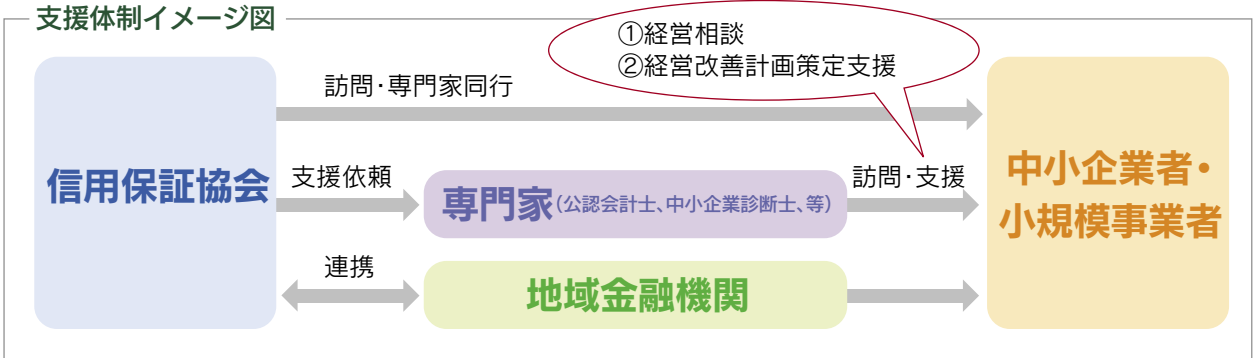 支援体制イメージ図
①経営相談
②経営改善計画策定支援
訪問・専門家同行
信用保証協会
支援依頼
専門家(公認会計士、中小企業診断士、等)
訪問・支援
中小企業者・
小規模事業者
連携
地域金融機関